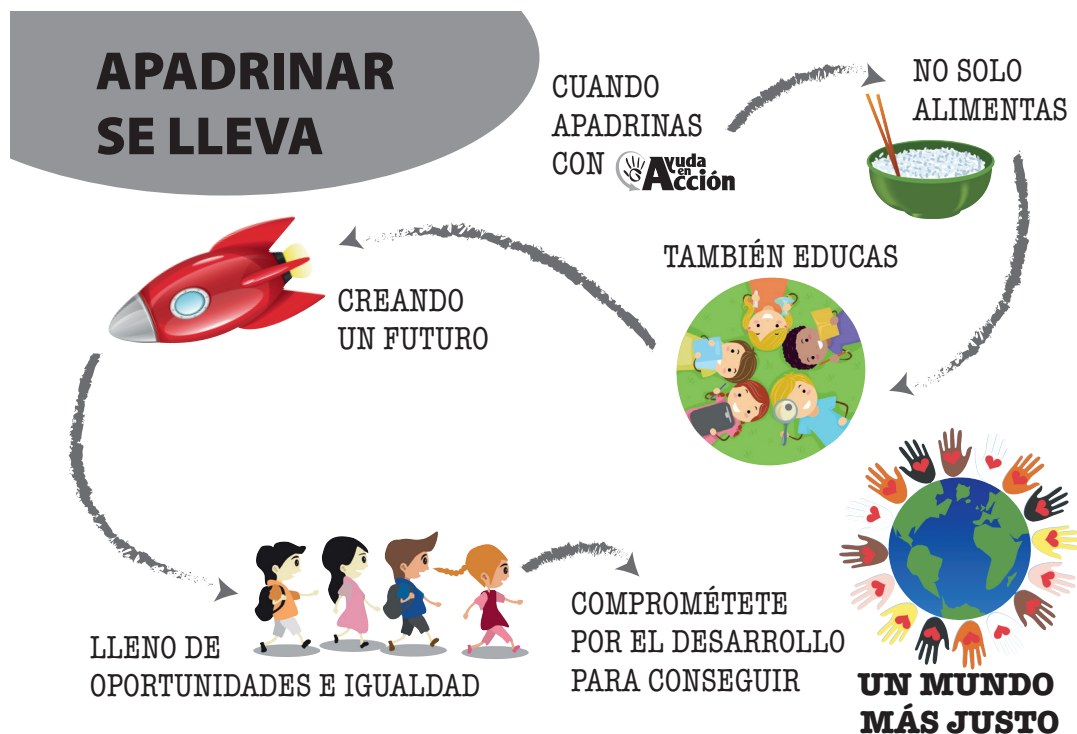 APADRINAR
SE LLEVA
CUANDO
APADRINAS
CON Ayuda en Acción
NO SOLO
ALIMENTAS
TAMBIÉN EDUCAS
CREANDO
UN FUTURO
LLENO DE
OPORTUNIDADES E IGUALDAD
COMPROMÉTETE
POR EL DESARROLLO
PARA CONSEGUIR
UN MUNDO
MÁS JUSTO